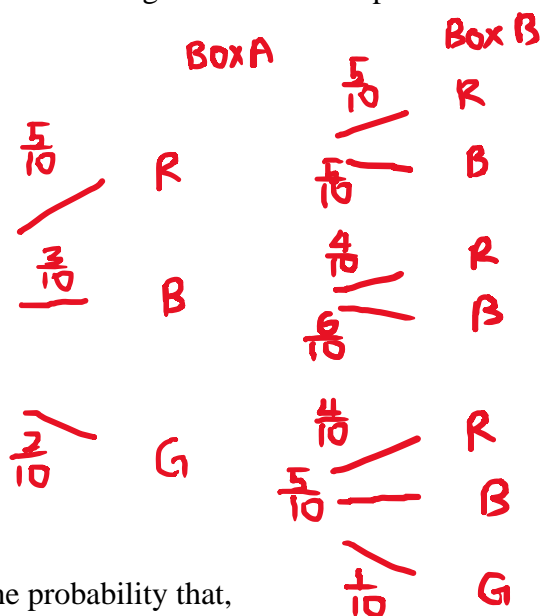 Box A
Box B
5/10 R
5/10 R
5/10 B
3/10 B
4/10 R
6/10 B
2/10 G
4/10 R
5/10 B
1/10 G
ne probability that,